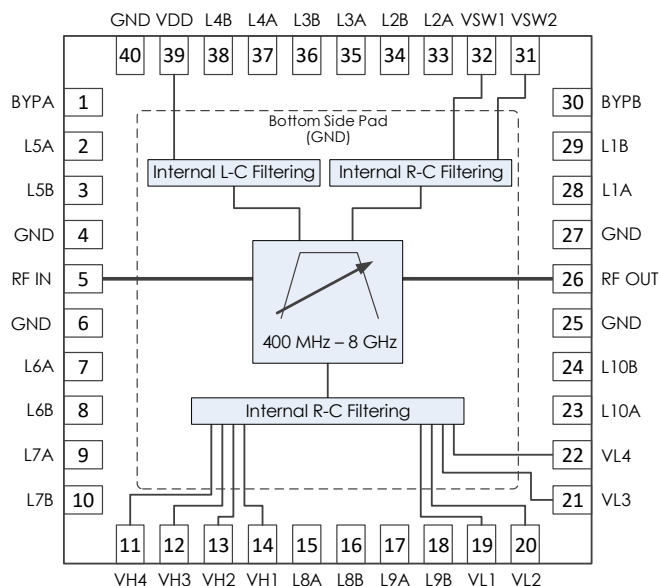 GND VDD L4B L4A L3B L3A L2B L2A VSW1 VSW2
40 39 38 37 36 35 34 33 32 31
BYPA 1
L5A 2
L5B 3
GND 4
RF IN 5
GND 6
L6A 7
L6B 8
L7A 9
L7B 10
Bottom Side Pad
(GND)
Internal L-C Filtering
Internal R-C Filtering
400 MHz – 8 GHz
Internal R-C Filtering
30 BYPB
29 L1B
28 L1A
27 GND
26 RF OUT
25 GND
24 L10B
23 L10A
22 VL4
21 VL3
11 12 13 14 15 16 17 18 19 20
VH4 VH3 VH2 VH1 L8A L8B L9A L9B VL1 VL2